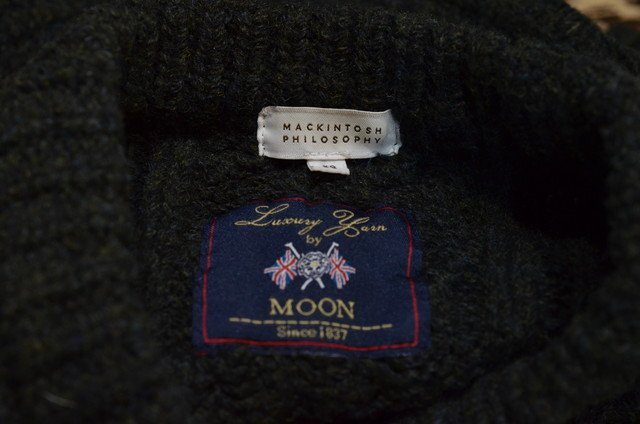 MACKINTOSH
PHILOSOPHY
Luxury Yarn
by
MOON
Since 1837